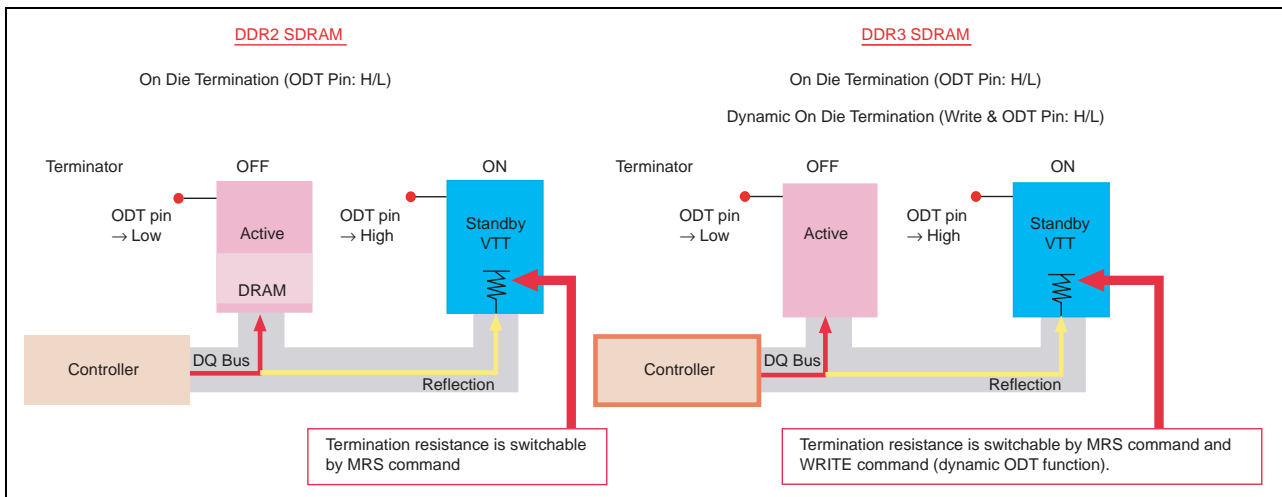 DDR2 SDRAM
On Die Termination (ODT Pin: H/L)
Terminator
OFF
ON
ODT pin
→ Low
Active
DRAM
ODT pin
→ High
Standby
VTT
Controller
DQ Bus
Reflection
Termination resistance is switchable
by MRS command
DDR3 SDRAM
On Die Termination (ODT Pin: H/L)
Dynamic On Die Termination (Write & ODT Pin: H/L)
Terminator
OFF
ON
ODT pin
→ Low
Active
ODT pin
→ High
Standby
VTT
Controller
DQ Bus
Reflection
Termination resistance is switchable by MRS command and
WRITE command (dynamic ODT function).